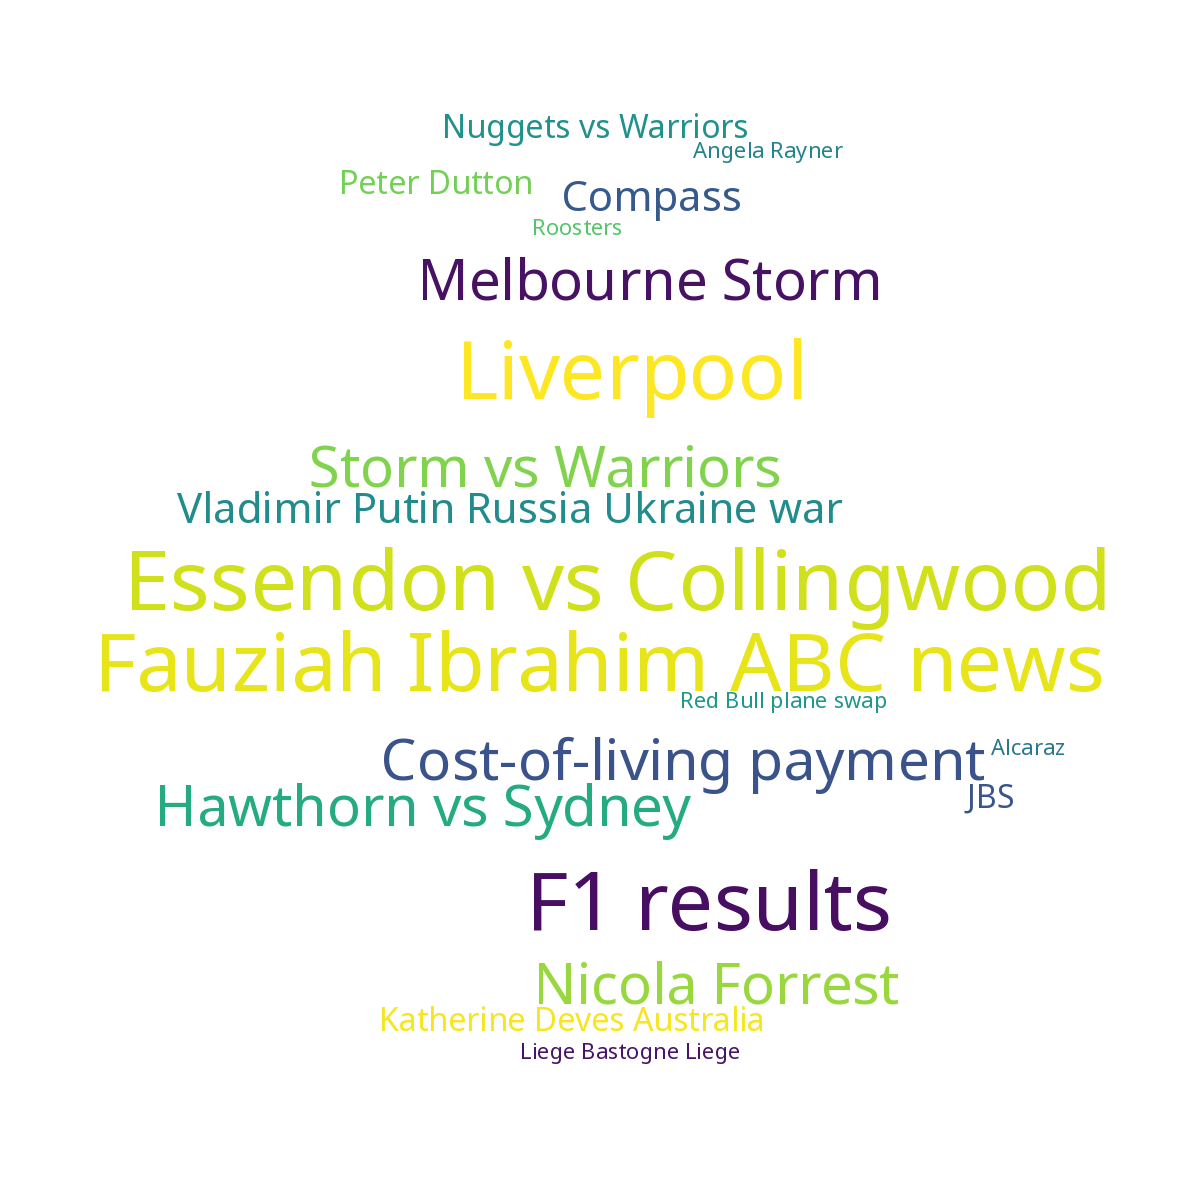 Nuggets vs Warriors
Angela Rayner
Peter Dutton
Compass
Roosters
Melbourne Storm
Liverpool
Storm vs Warriors
Vladimir Putin Russia Ukraine war
Essendon vs Collingwood
Fauziah Ibrahim ABC news
Red Bull plane swap
Cost-of-living payment
Alcaraz
Hawthorn vs Sydney
JBS
F1 results
Nicola Forrest
Katherine Deves Australia
Liege Bastogne Liege